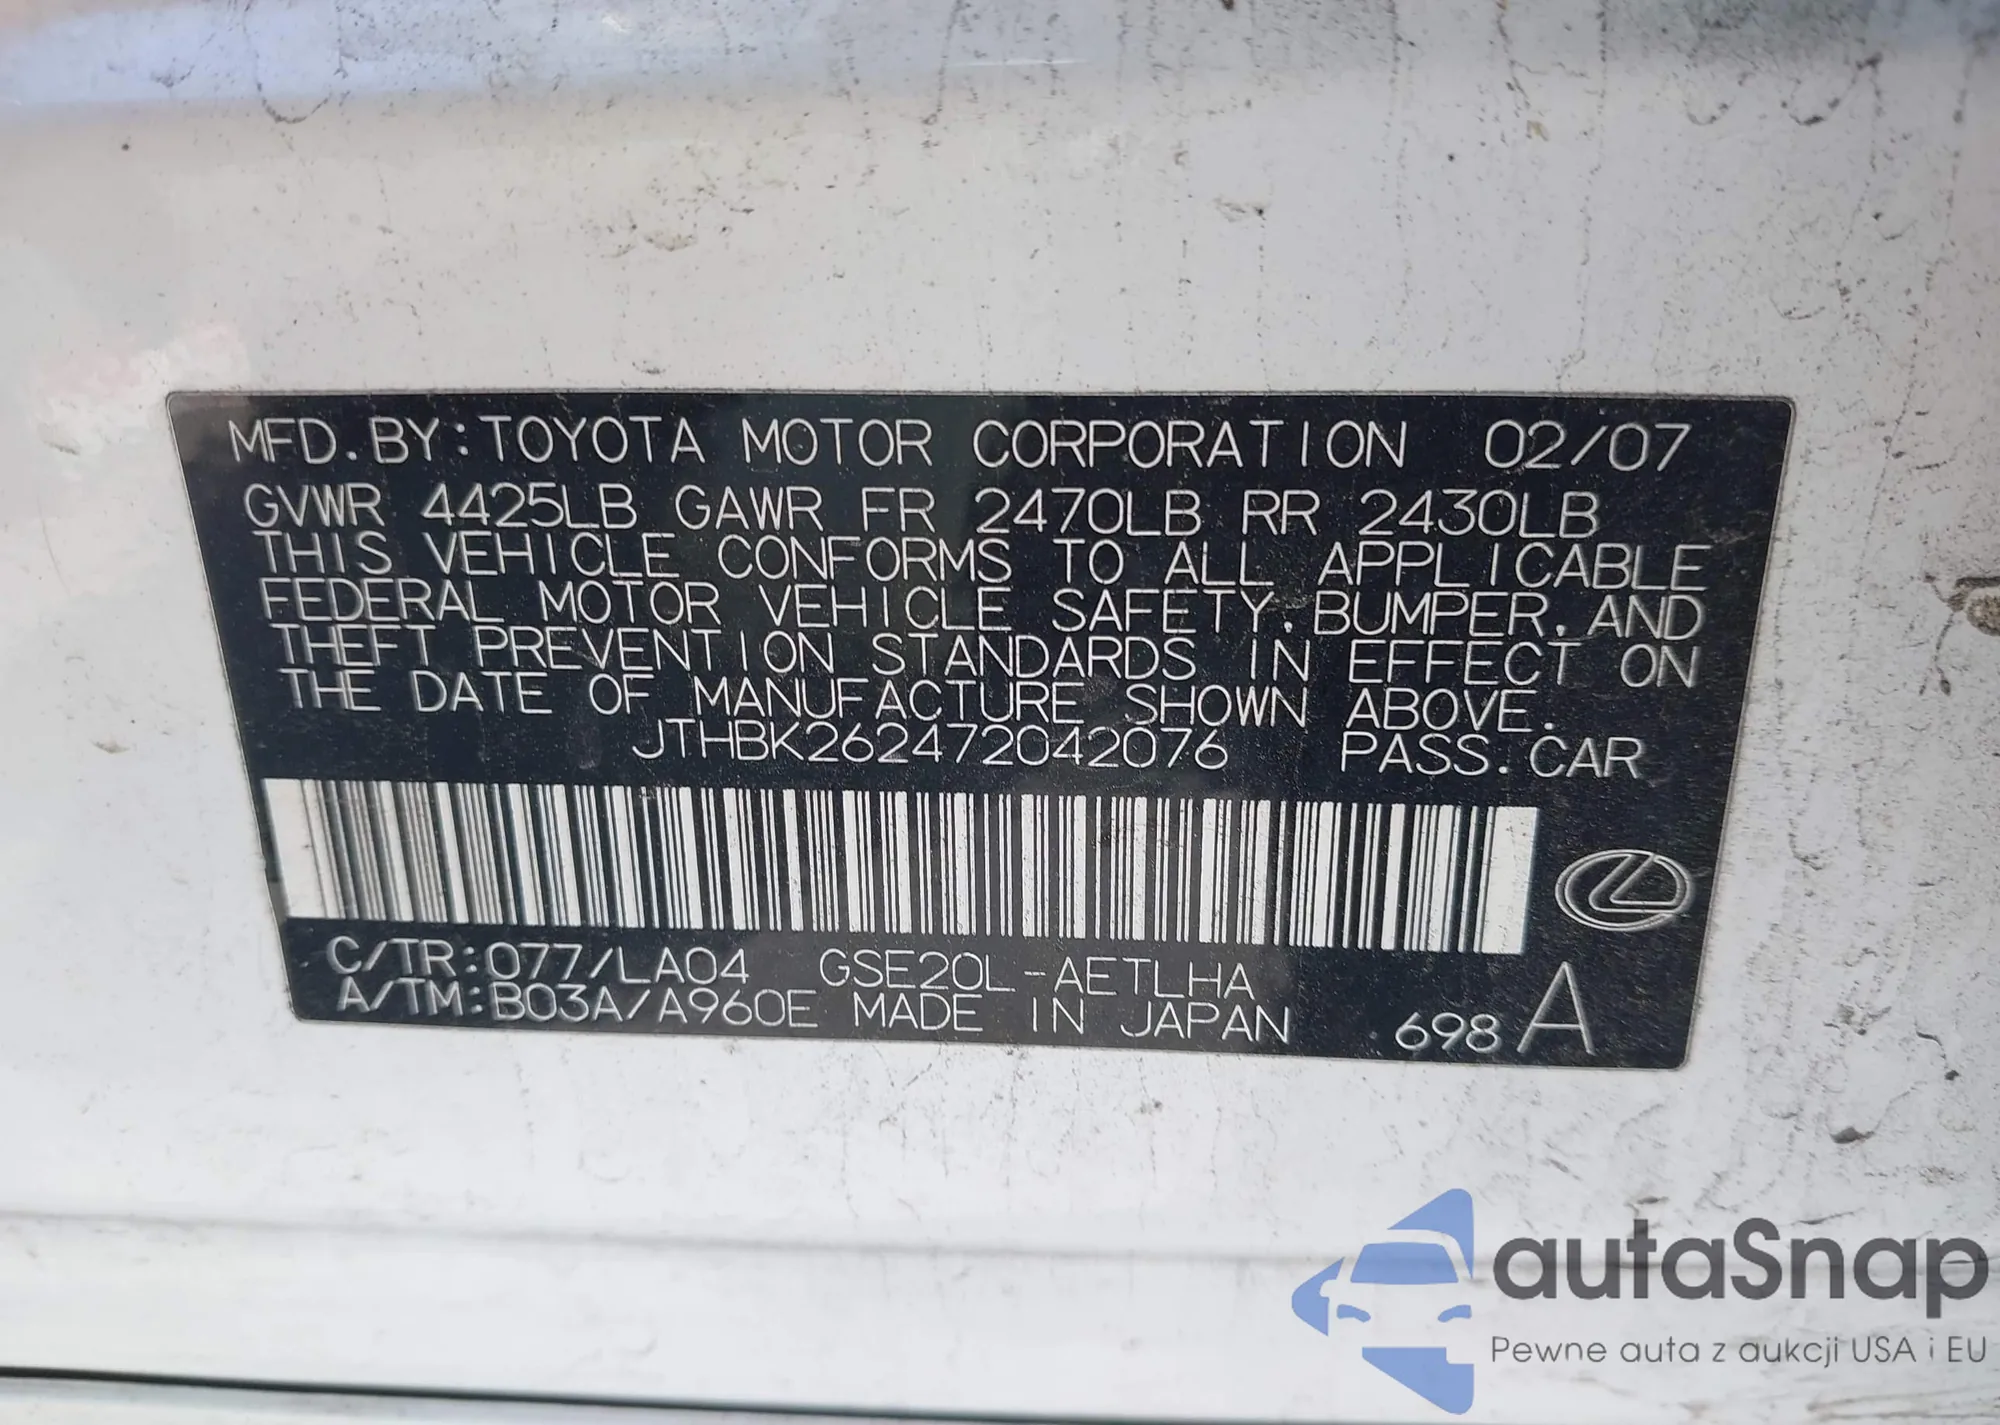 MFD. BY: TOYOTA MOTOR CORPORATION 02/07
GVWR 4425LB GAWR FR 2470LB RR 2430LB
THIS VEHICLE CONFORMS TO ALL APPLICABLE
FEDERAL MOTOR VEHICLE SAFETY, BUMPER, AND
THEFT PREVENTION STANDARDS IN EFFECT ON
THE DATE OF MANUFACTURE SHOWN ABOVE.
JTHBK262472042076 PASS. CAR
C/TR: 077/LA04 GSE20L-AETLHA
A/TM: B03A/A960E MADE IN JAPAN 698 A
autoSnap
Pewne auta z aukcji USA i EU